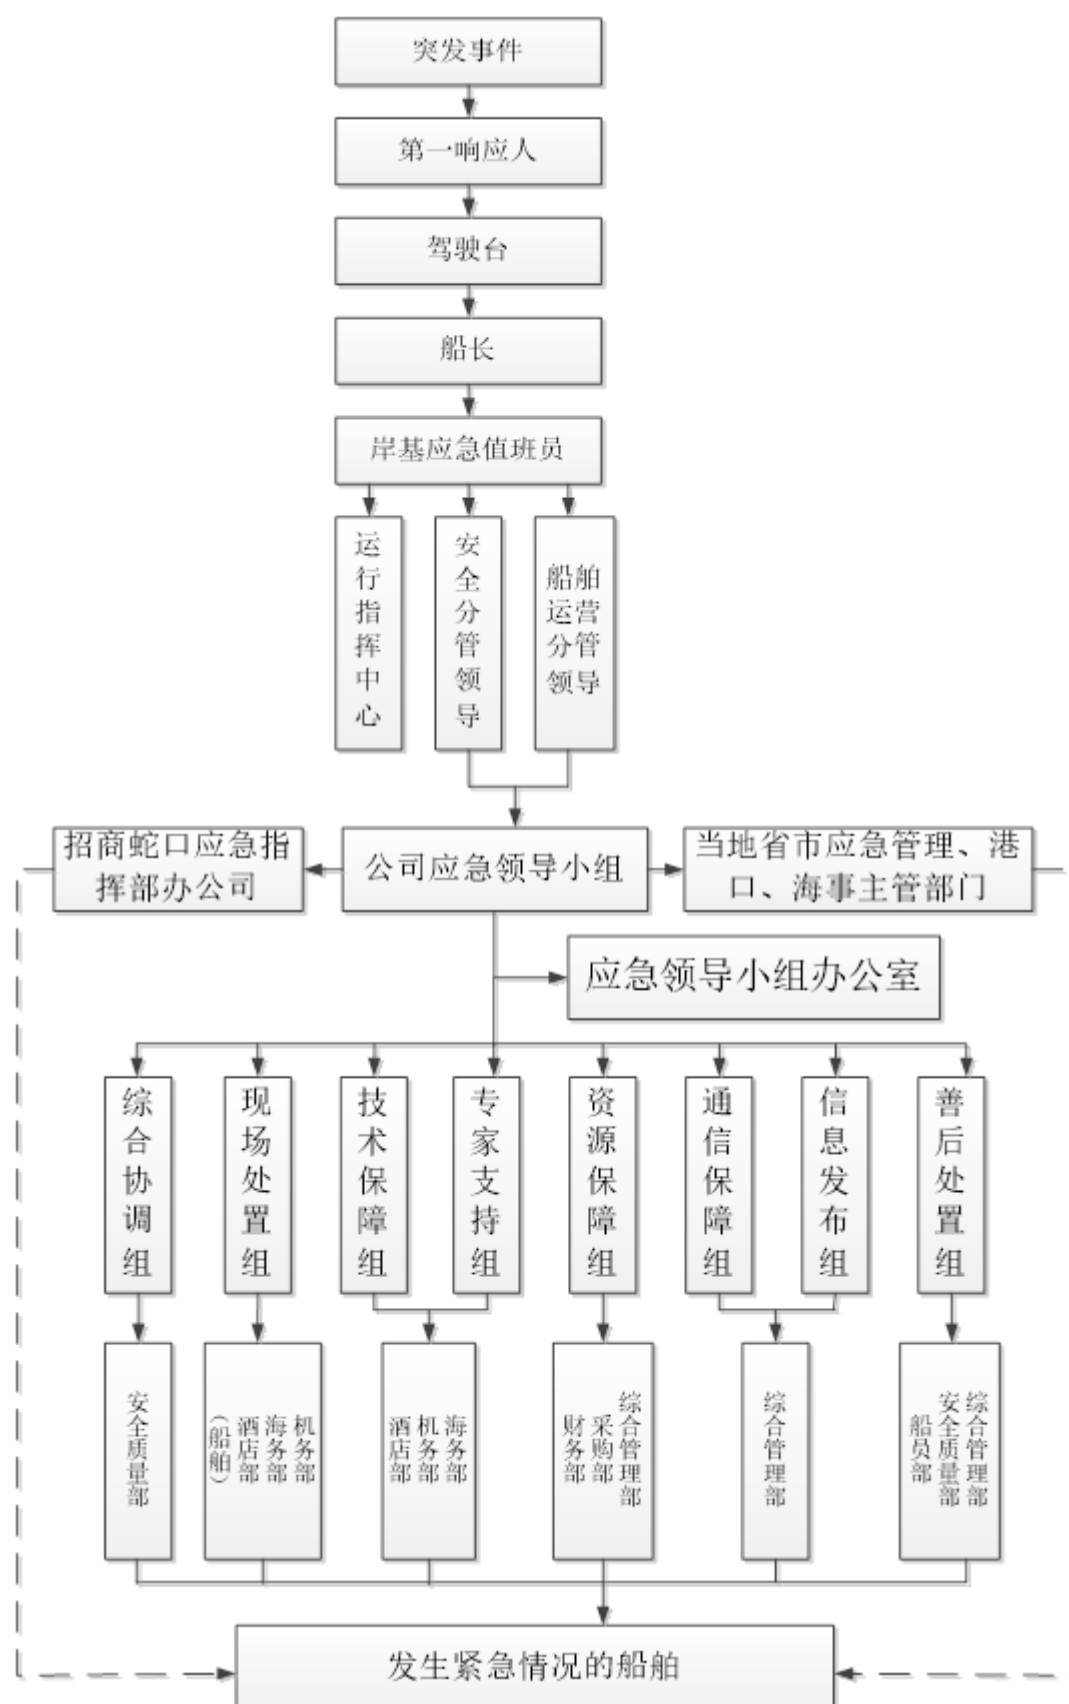 突发事件
第一响应人
驾驶台
船长
岸基应急值班员
运行指挥中心
安全分管领导
船舶
运营
分管
领导
招商蛇口应急指
挥部办公司
公司应急领导小组
当地省市应急管理、港
口、海事主管部门
应急领导小组办公室
综合协调组
现场处置组
技术保障组
专家支持组
资源保障组
通信保障组
信息发布组
善后处置组
安全质量部
机务部
海务部
酒店部
(船舶)
海务部
机务部
酒店部
综合管理部
采购部
财务部
综合管理部
综合管理部
安全质量部
船员部
发生紧急情况的船舶